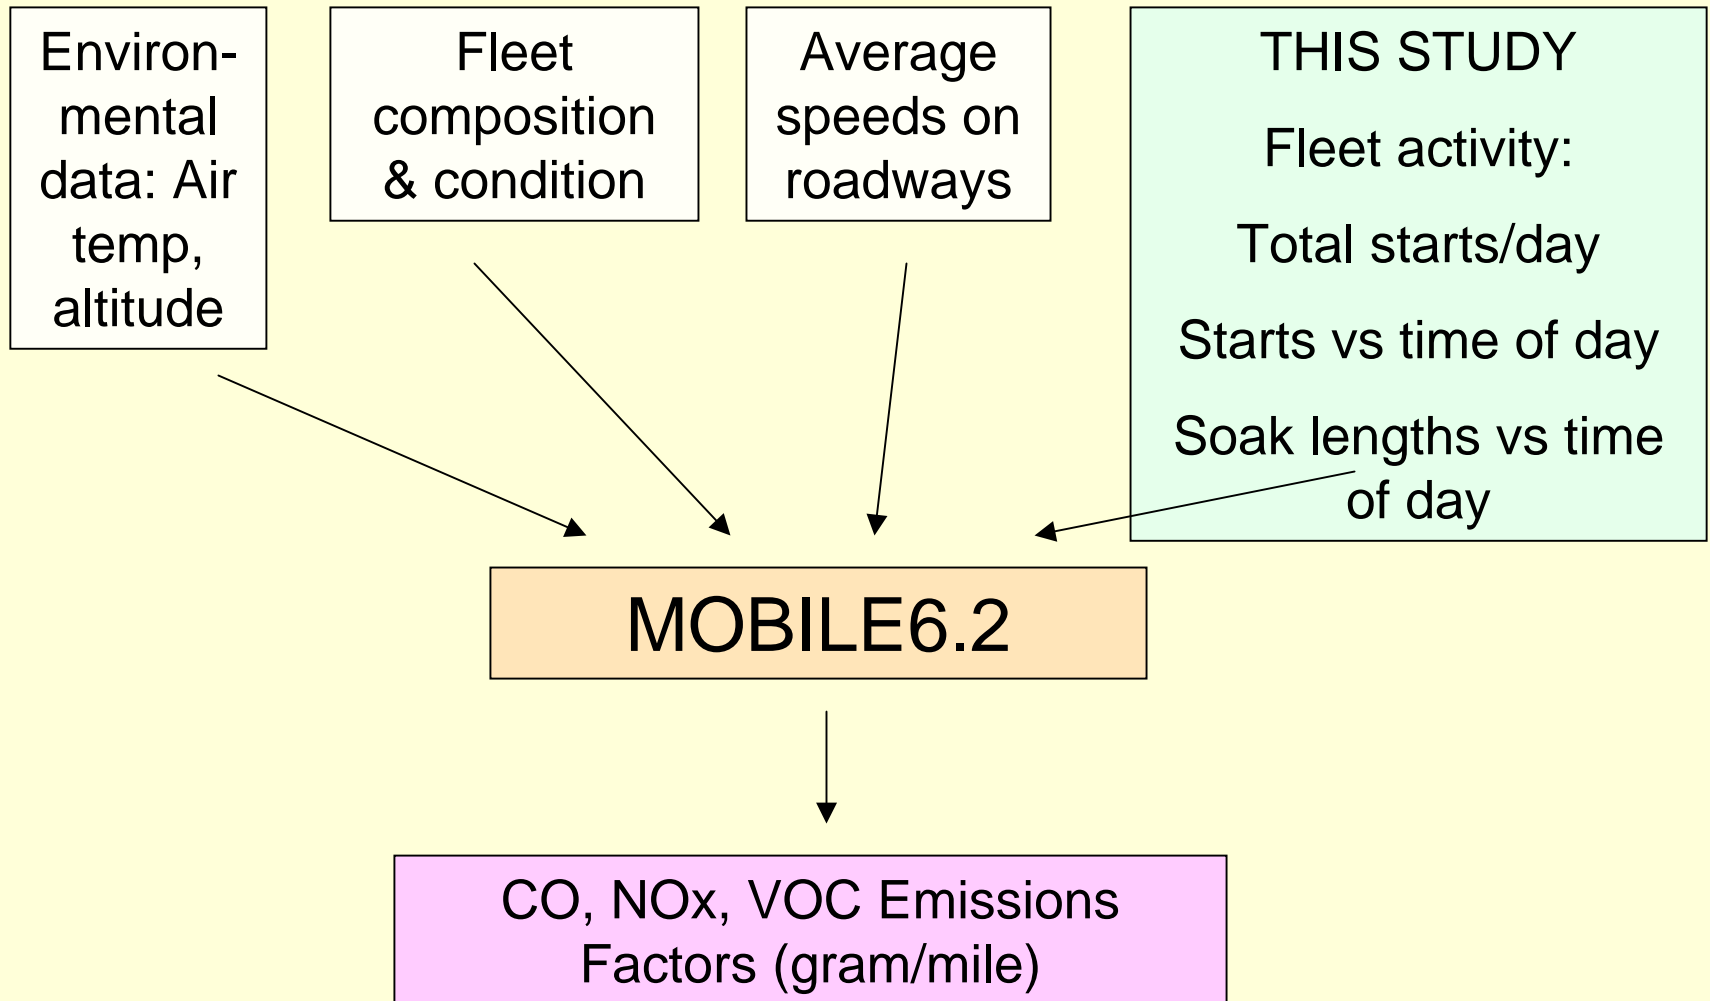 Environ-
mental
data: Air
temp,
altitude
Fleet
composition
& condition
Average
speeds on
roadways
THIS STUDY
Fleet activity:
Total starts/day
Starts vs time of day
Soak lengths vs time
of day
MOBILE6.2
CO, NOx, VOC Emissions
Factors (gram/mile)